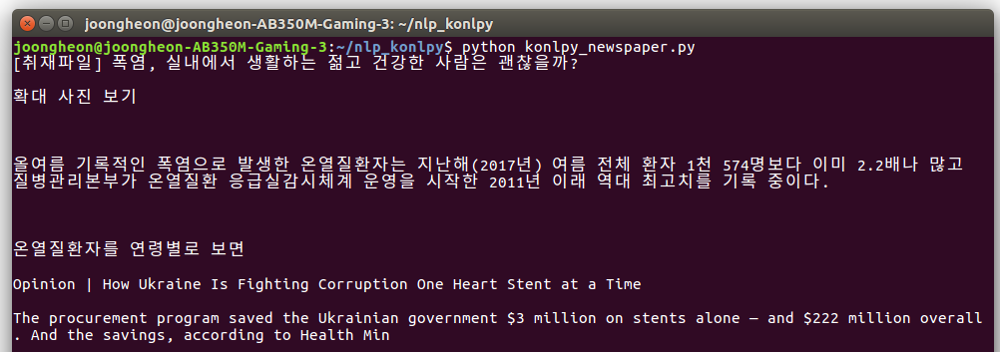 joongheon@joongheon-AB350M-Gaming-3: ~/nlp_konlpy
joongheon@joongheon-AB350M-Gaming-3:~/nlp_konlpy$ python konlpy_newspaper.py
[취재파일] 폭염, 실내에서 생활하는 젊고 건강한 사람은 괜찮을까?
확대 사진 보기
올여름 기록적인 폭염으로 발생한 온열질환자는 지난해(2017년) 여름 전체 환자 1천 574명보다 이미 2.2배나 많고
질병관리본부가 온열질환 응급실감시체계 운영을 시작한 2011년 이래 역대 최고치를 기록 중이다.
온열질환자를 연령별로 보면
Opinion | How Ukraine Is Fighting Corruption One Heart Stent at a Time
The procurement program saved the Ukrainian government $3 million on stents alone — and $222 million overall
. And the savings, according to Health Min